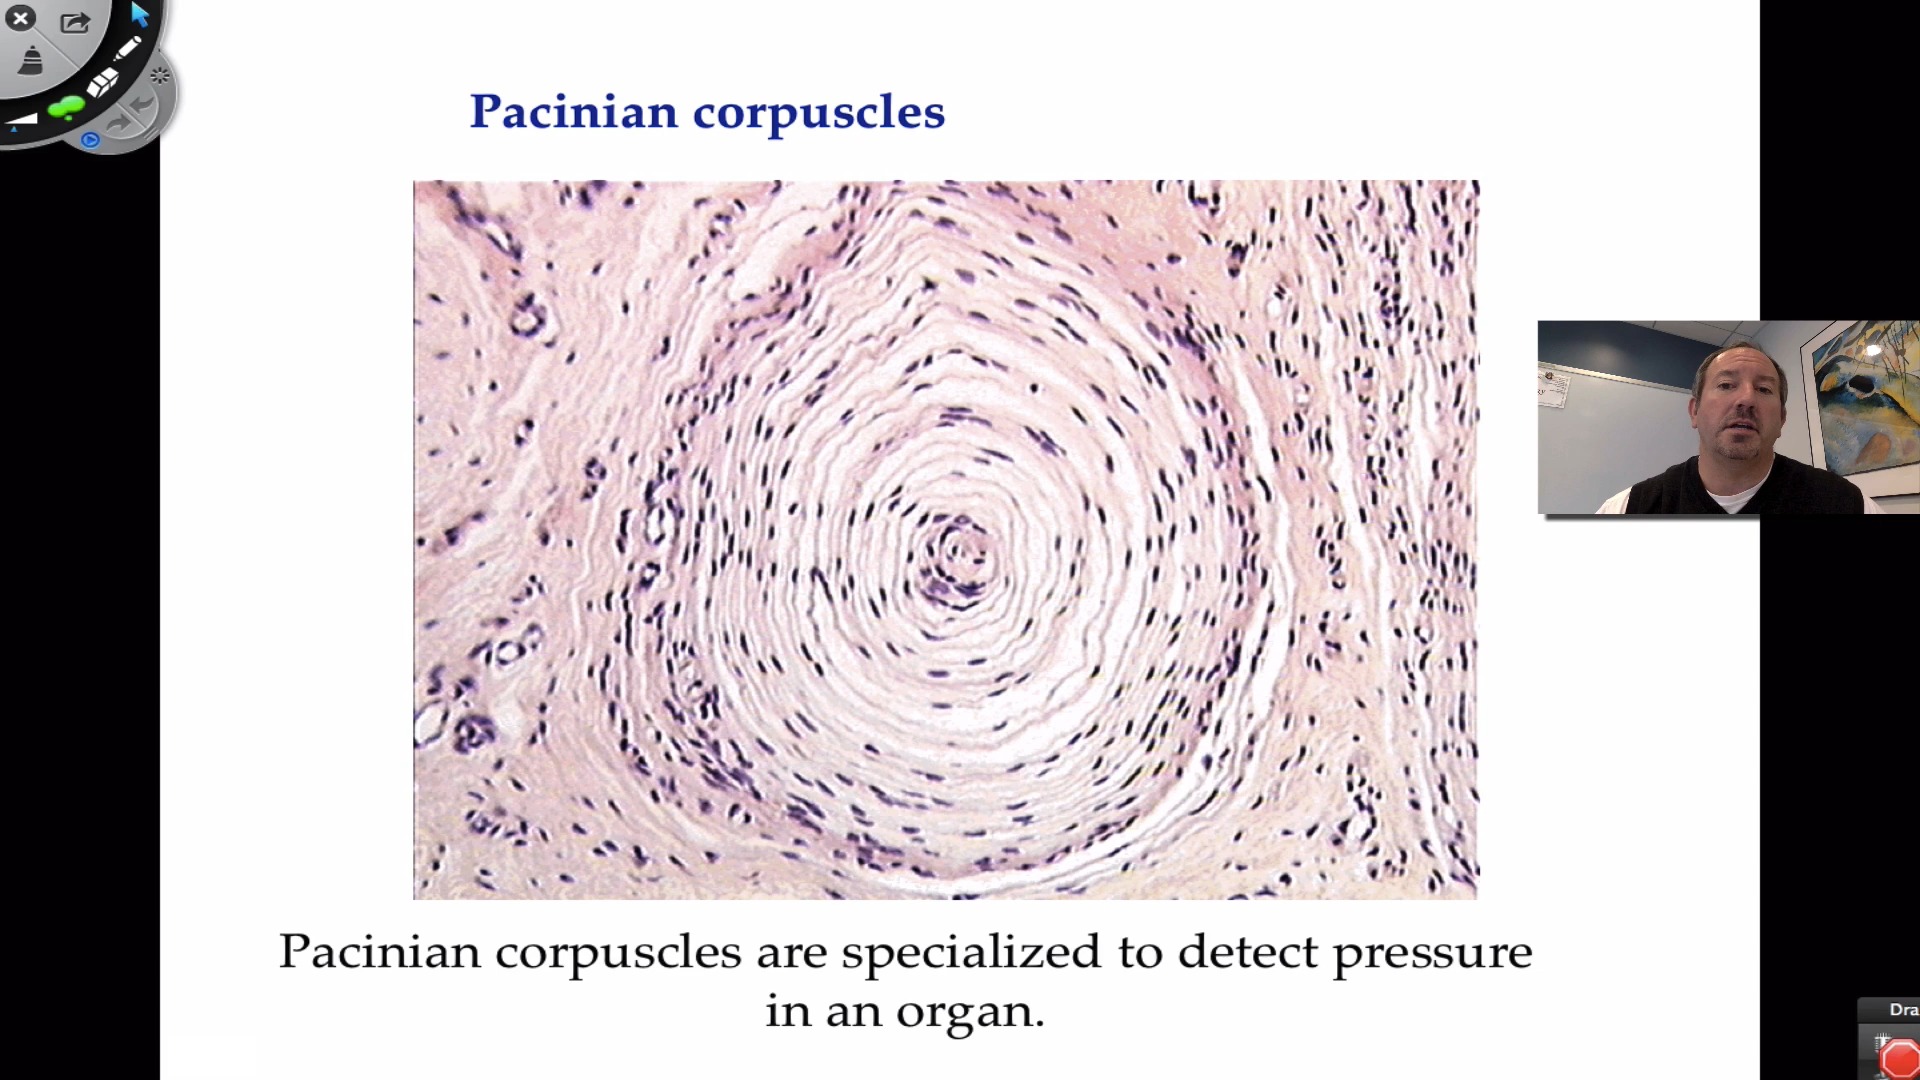 Pacinian corpuscles
Pacinian corpuscles are specialized to detect pressure
in an organ.
Dra